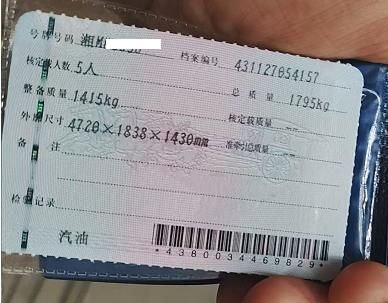 号牌号码 湘 档案编号 431127054157
核定载人数 5人 总质量 1795kg
整备质量 1415kg 核定载质量 --
外廓尺寸 4720×1838×1430mm 准牵引总质量 --
备注
检验记录
汽油
*4380034469829*